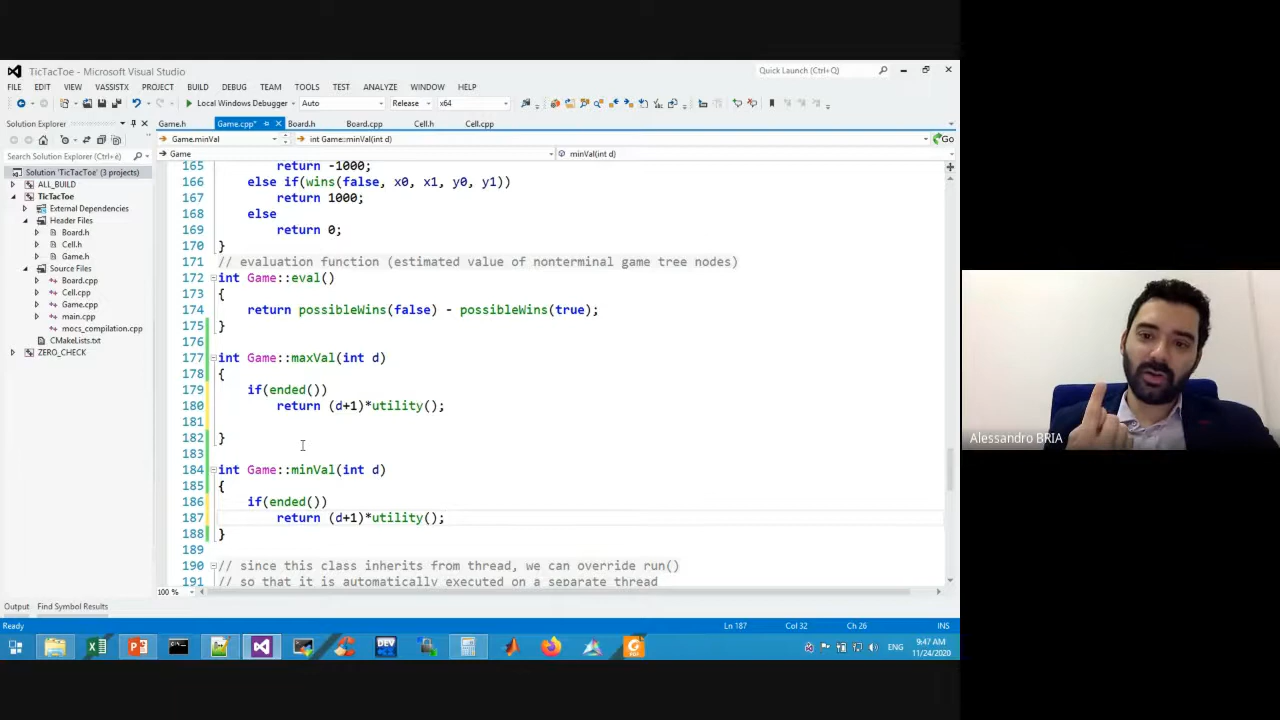 TicTacToe - Microsoft Visual Studio
Quick Launch (Ctrl+Q)
FILE EDIT VIEW VASSISTX PROJECT BUILD DEBUG TEAM TOOLS TEST ANALYZE WINDOW HELP
Local Windows Debugger Auto Release x64
Solution Explorer
Game.h Game.cpp* Board.h Board.cpp Cell.h Cell.cpp
Game.minVal int Game::minVal(int d) Go
Game minVal(int d)
Search Solution Explorer (Ctrl+è)
Solution 'TicTacToe' (3 projects)
ALL_BUILD
TicTacToe
External Dependencies
Header Files
Board.h
Cell.h
Game.h
Source Files
Board.cpp
Cell.cpp
Game.cpp
main.cpp
mocs_compilation.cpp
CMakeLists.txt
ZERO_CHECK
165 return -1000;
166 else if(wins(false, x0, x1, y0, y1))
167 return 1000;
168 else
169 return 0;
170 }
171 // evaluation function (estimated value of nonterminal game tree nodes)
172 int Game::eval()
173 {
174 return possibleWins(false) - possibleWins(true);
175 }
176
177 int Game::maxVal(int d)
178 {
179 if(ended())
180 return (d+1)*utility();
181
182 }
183
184 int Game::minVal(int d)
185 {
186 if(ended())
187 return (d+1)*utility();
188 }
189
190 // since this class inherits from thread, we can override run()
191 // so that it is automatically executed on a separate thread
100 %
Output Find Symbol Results
Ready Ln 187 Col 32 Ch 26 INS
DEV
PDF
ENG
9:47 AM
11/24/2020
Alessandro BRIA